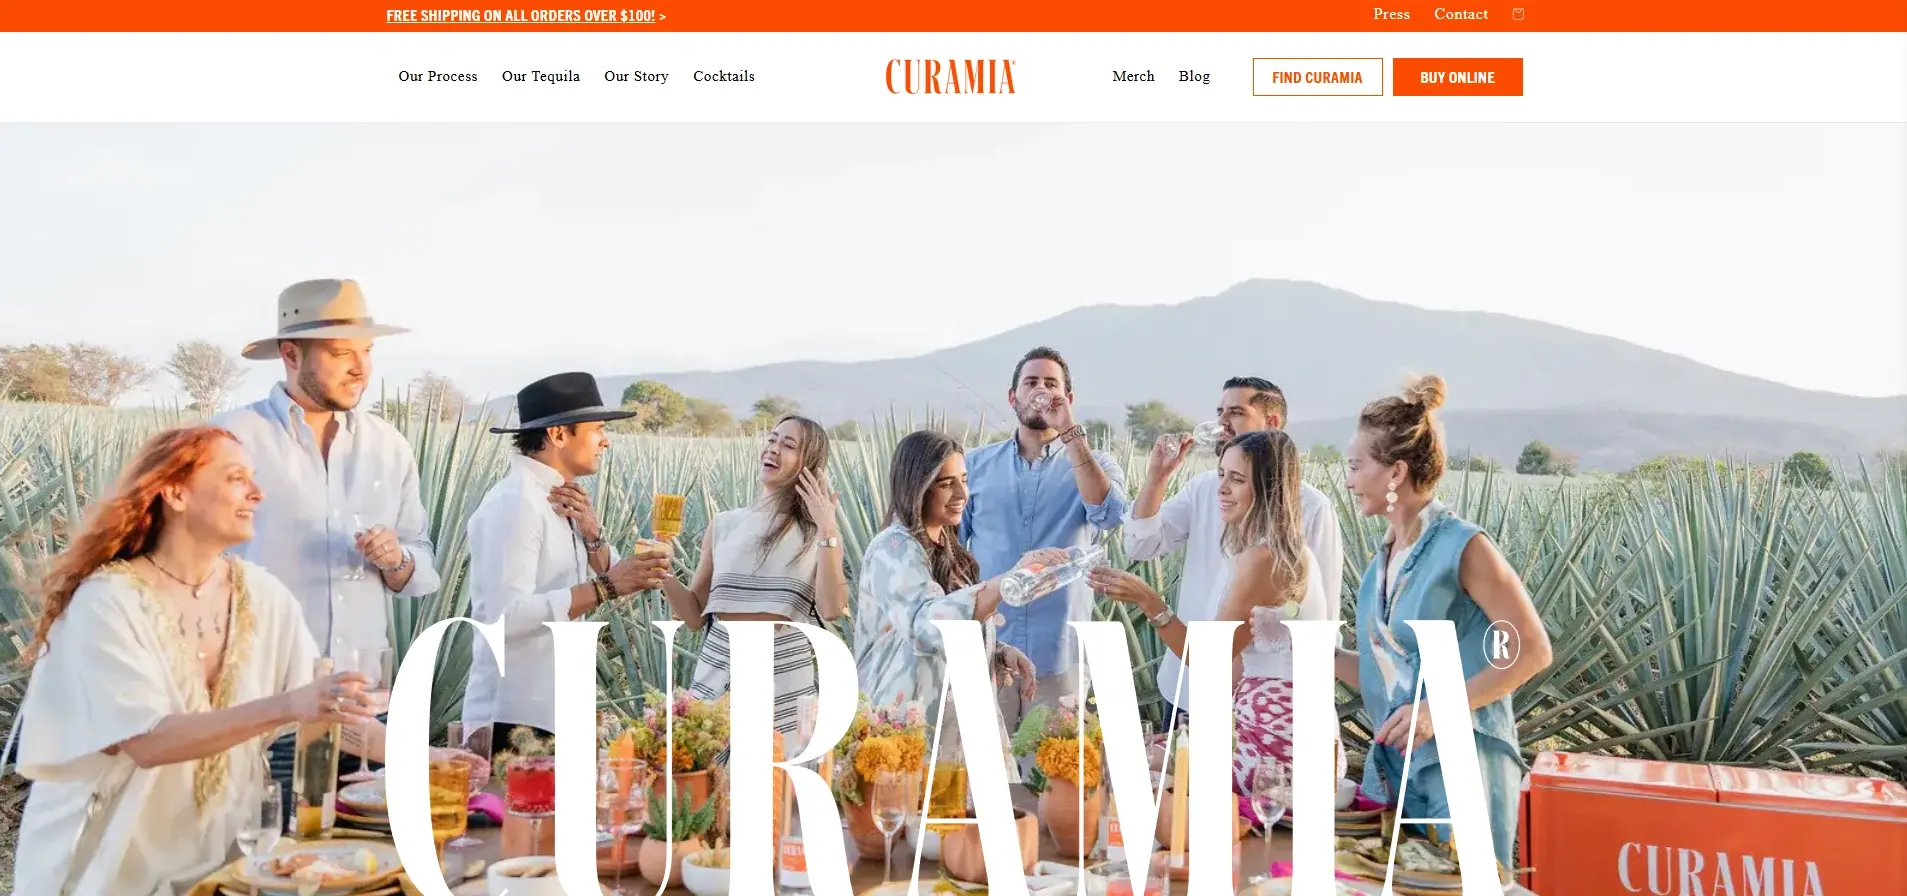 FREE SHIPPING ON ALL ORDERS OVER $100! >
Press Contact
Our Process Our Tequila Our Story Cocktails
CURAMIA®
Merch Blog
FIND CURAMIA
BUY ONLINE
CURAMIA®
CURAMIA